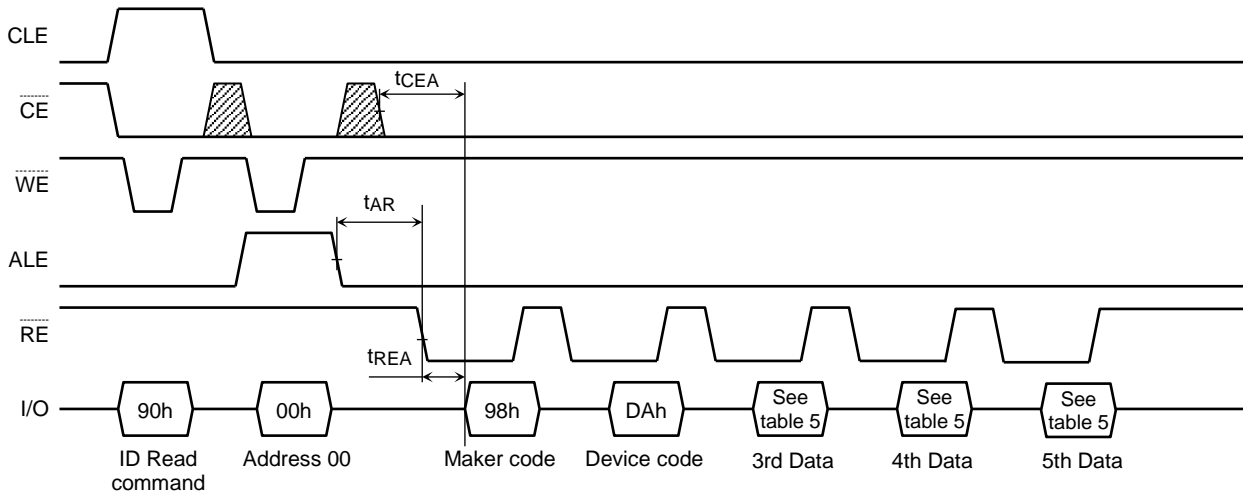 CLE
CE
tCEA
WE
tAR
ALE
RE
tREA
I/O
90h
00h
98h
DAh
See
table 5
See
table 5
See
table 5
ID Read
command
Address 00
Maker code
Device code
3rd Data
4th Data
5th Data